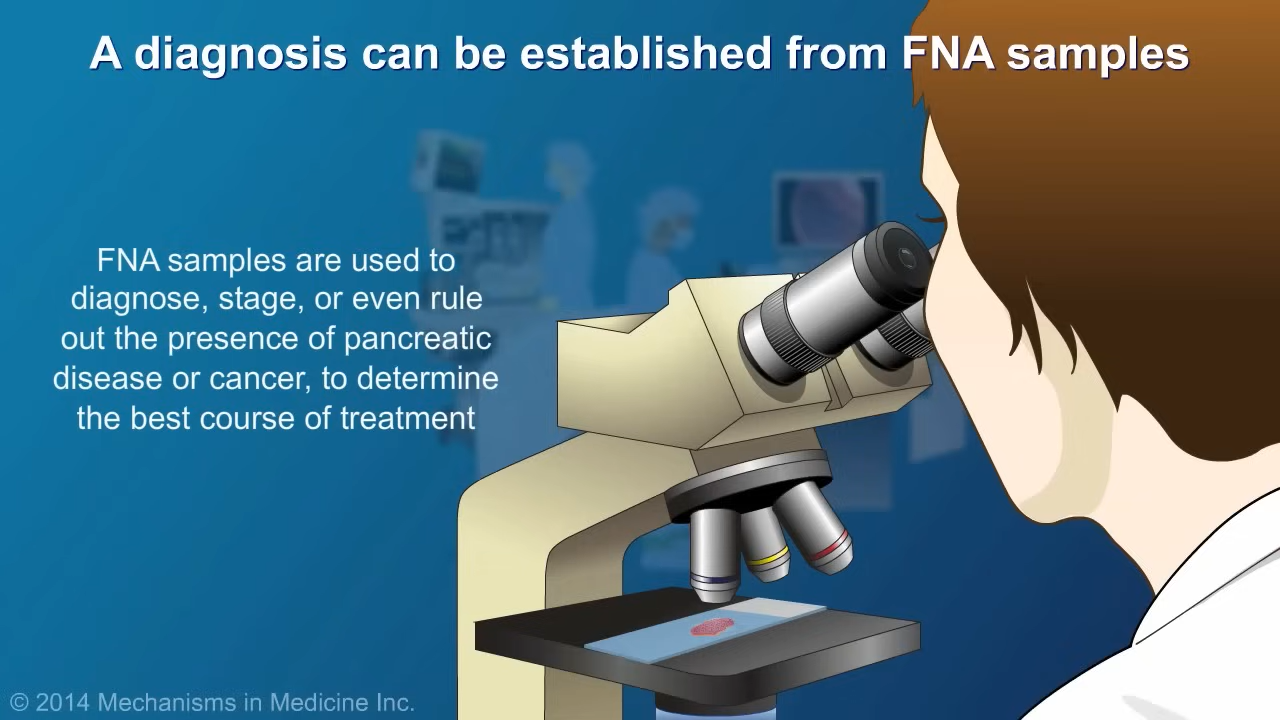 A diagnosis can be established from FNA samples
FNA samples are used to
diagnose, stage, or even rule
out the presence of pancreatic
disease or cancer, to determine
the best course of treatment
© 2014 Mechanisms in Medicine Inc.